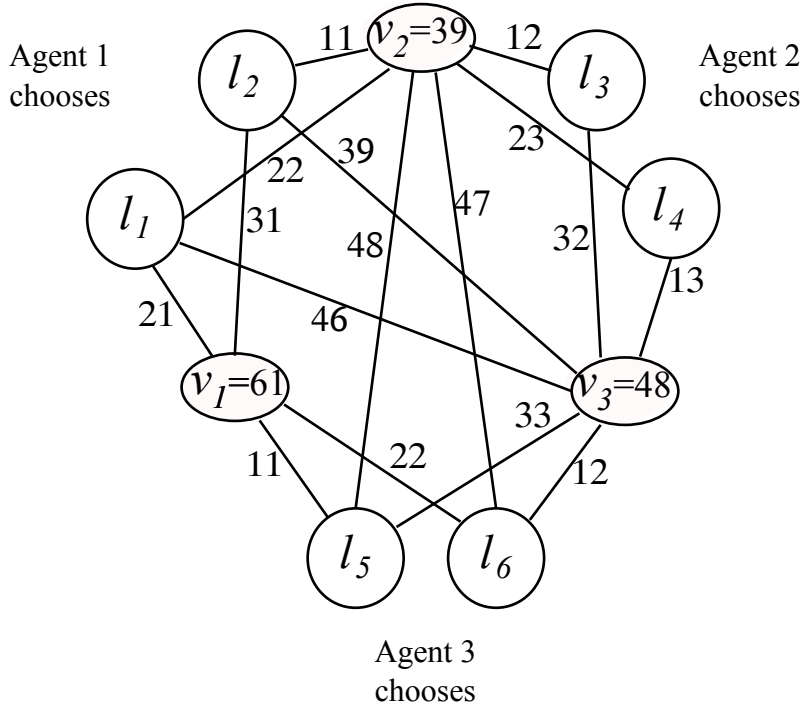 Agent 1
chooses
Agent 2
chooses
v2=39
l2
l3
11
12
22
39
23
l1
l4
31
47
48
32
13
21
46
v1=61
v3=48
33
11
22
12
l5
l6
Agent 3
chooses